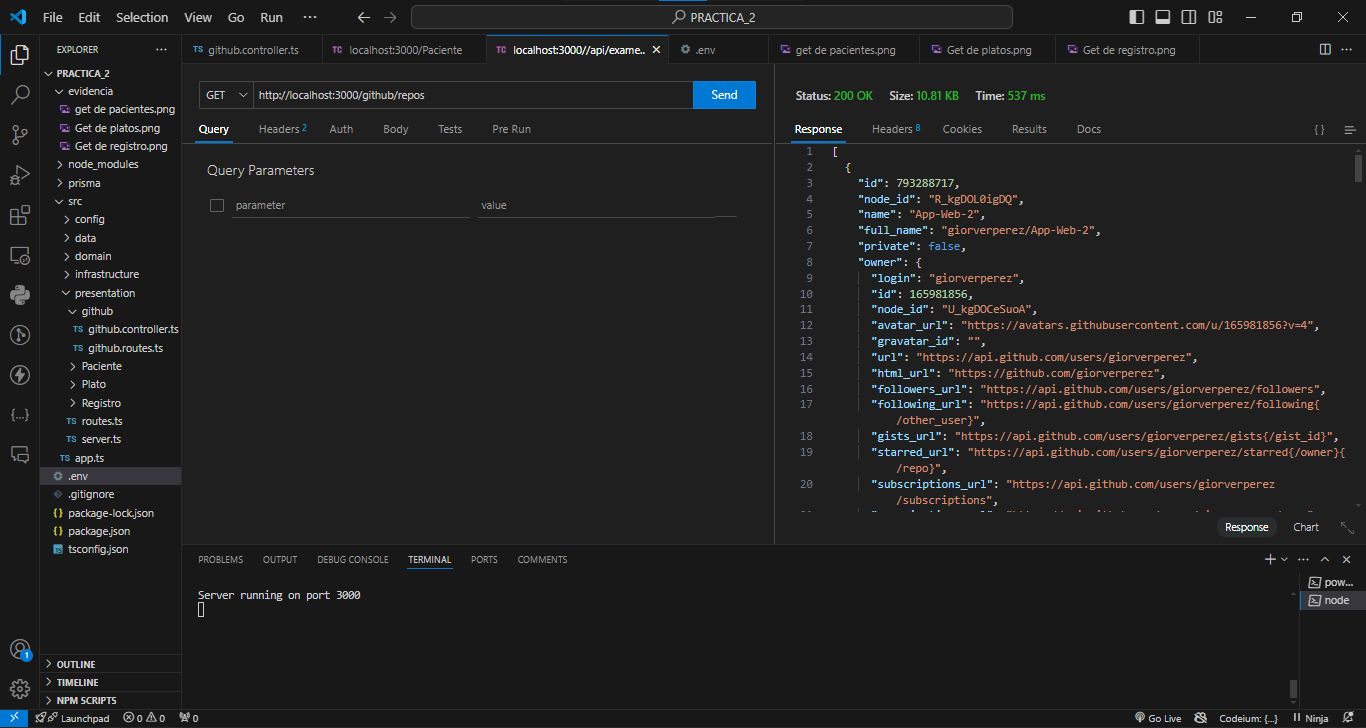 File Edit Selection View Go Run ··· PRACTICA_2
EXPLORER ···
PRACTICA_2
evidencia
get de pacientes.png
Get de platos.png
Get de registro.png
node_modules
prisma
src
config
data
domain
infrastructure
presentation
github
TS github.controller.ts
TS github.routes.ts
Paciente
Plato
Registro
TS routes.ts
TS server.ts
TS app.ts
.env
.gitignore
{} package-lock.json
{} package.json
tsconfig.json
OUTLINE
TIMELINE
NPM SCRIPTS
TS github.controller.ts TC localhost:3000/Paciente TC localhost:3000//api/exame.. .env get de pacientes.png Get de platos.png Get de registro.png
GET http://localhost:3000/github/repos Send
Query Headers 2 Auth Body Tests Pre Run
Query Parameters
parameter value
Status: 200 OK Size: 10.81 KB Time: 537 ms
Response Headers 8 Cookies Results Docs { }
1 [
2 {
3 "id": 793288717,
4 "node_id": "R_kgDOL0igDQ",
5 "name": "App-Web-2",
6 "full_name": "giorverperez/App-Web-2",
7 "private": false,
8 "owner": {
9 "login": "giorverperez",
10 "id": 165981856,
11 "node_id": "U_kgDOCeSuoA",
12 "avatar_url": "https://avatars.githubusercontent.com/u/165981856?v=4",
13 "gravatar_id": "",
14 "url": "https://api.github.com/users/giorverperez",
15 "html_url": "https://github.com/giorverperez",
16 "followers_url": "https://api.github.com/users/giorverperez/followers",
17 "following_url": "https://api.github.com/users/giorverperez/following{
/other_user}",
18 "gists_url": "https://api.github.com/users/giorverperez/gists{/gist_id}",
19 "starred_url": "https://api.github.com/users/giorverperez/starred{/owner}{
/repo}",
20 "subscriptions_url": "https://api.github.com/users/giorverperez
/subscriptions",
Response Chart
PROBLEMS OUTPUT DEBUG CONSOLE TERMINAL PORTS COMMENTS
Server running on port 3000
pow...
node
1
Launchpad 0 0 0 Go Live Codeium: {...} Ninja